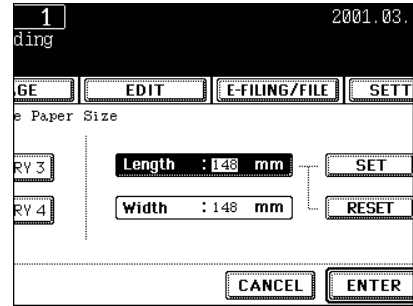 1 2001.03.
ding
GE EDIT E-FILING/FILE SETT
e Paper Size
RY 3 Length :148 mm SET
RY 4 Width :148 mm RESET
CANCEL ENTER